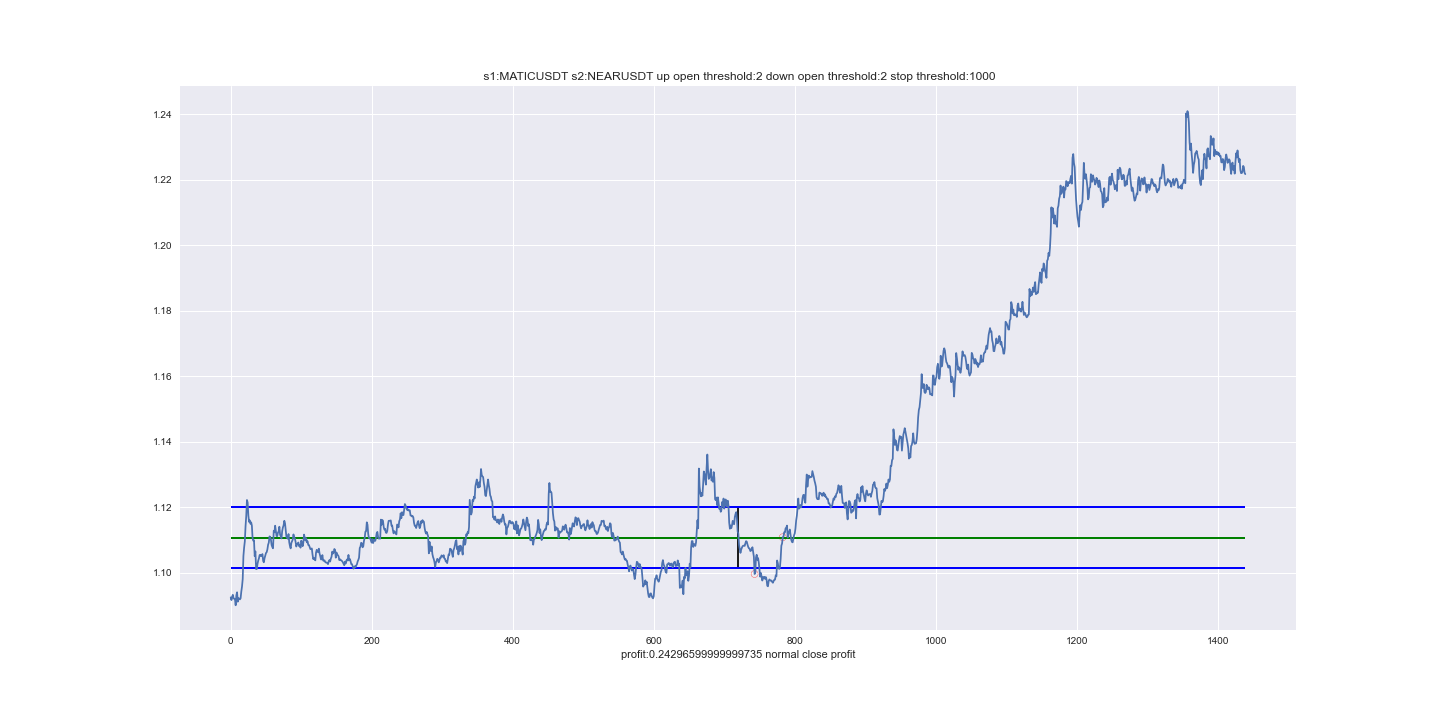 s1:MATICUSDT s2:NEARUSDT up open threshold:2 down open threshold:2 stop threshold:1000
1.24
1.22
1.20
1.18
1.16
1.14
1.12
1.10
0 200 400 600 800 1000 1200 1400
profit:0.24296599999999735 normal close profit